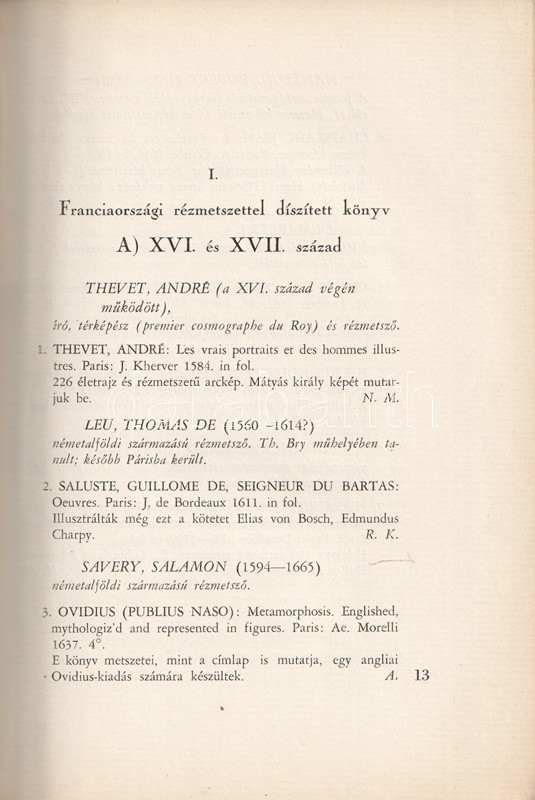 I.
Franciaországi rézmetszettel díszített könyv
A) XVI. és XVII. század
THEVET, ANDRÉ (a XVI. század végén
működött),
író, térképész (premier cosmographe du Roy) és rézmetsző.
1. THEVET, ANDRÉ: Les vrais portraits et des hommes illus-
tres. Paris: J. Kherver 1584. in fol.
226 életrajz és rézmetszetű arckép. Mátyás király képét mutat-
juk be. N. M.
LEU, THOMAS DE (1560–1614?)
németalföldi származású rézmetsző. Th. Bry műhelyében ta-
nult; később Párisba került.
2. SALUSTE, GUILLOME DE, SEIGNEUR DU BARTAS:
Oeuvres. Paris: J. de Bordeaux 1611. in fol.
Illusztrálták még ezt a kötetet Elias von Bosch, Edmundus
Charpy. R. K.
SAVERY, SALAMON (1594—1665)
németalföldi származású rézmetsző.
3. OVIDIUS (PUBLIUS NASO): Metamorphosis. Englished,
mythologiz'd and represented in figures. Paris: Ae. Morelli
1637. 4°.
E könyv metszetei, mint a címlap is mutatja, egy angliai
Ovidius-kiadás számára készültek. A. 13